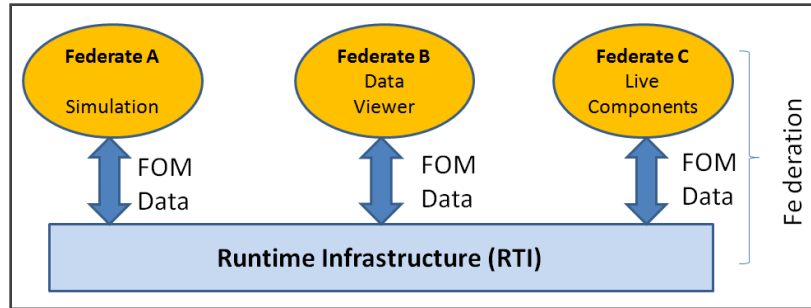 Federate A
Simulation
Federate B
Data
Viewer
Federate C
Live
Components
FOM
Data
FOM
Data
FOM
Data
Runtime Infrastructure (RTI)
Fe deration